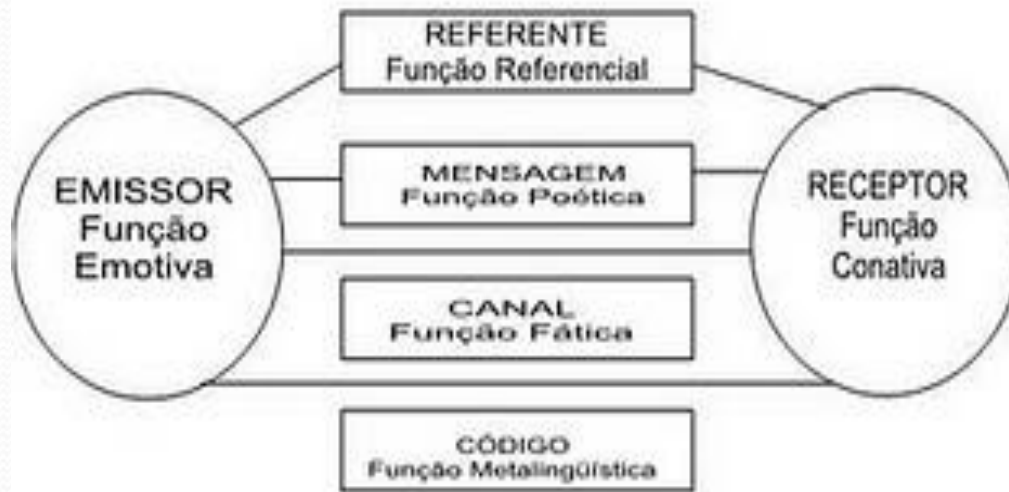 REFERENTE
Função Referencial
MENSAGEM
Função Poética
EMISSOR
Função
Emotiva
RECEPTOR
Função
Conativa
CANAL
Função Fática
CÓDIGO
Função Metalingüística